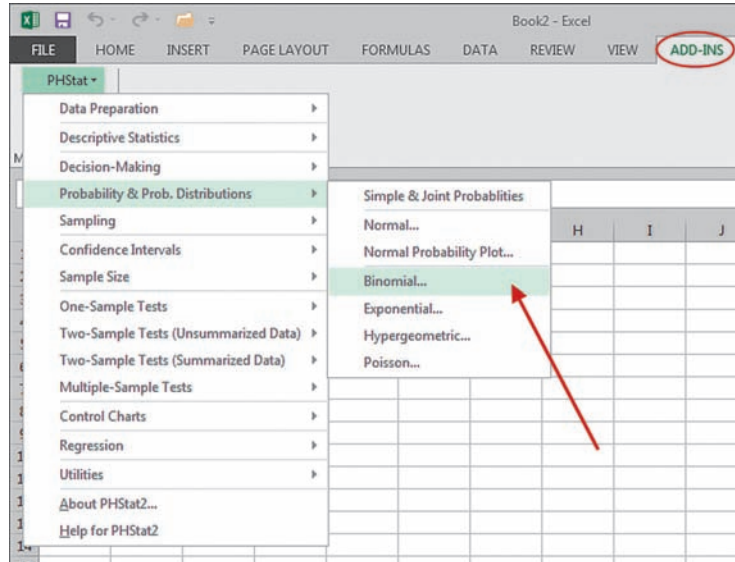 Book2 - Excel
FILE HOME INSERT PAGE LAYOUT FORMULAS DATA REVIEW VIEW ADD-INS
PHStat
Data Preparation
Descriptive Statistics
Decision-Making
Probability & Prob. Distributions
Sampling
Confidence Intervals
Sample Size
One-Sample Tests
Two-Sample Tests (Unsummarized Data)
Two-Sample Tests (Summarized Data)
Multiple-Sample Tests
Control Charts
Regression
Utilities
About PHStat2...
Help for PHStat2
Simple & Joint Probablities
Normal...
Normal Probability Plot...
Binomial...
Exponential...
Hypergeometric...
Poisson...
H I J
14